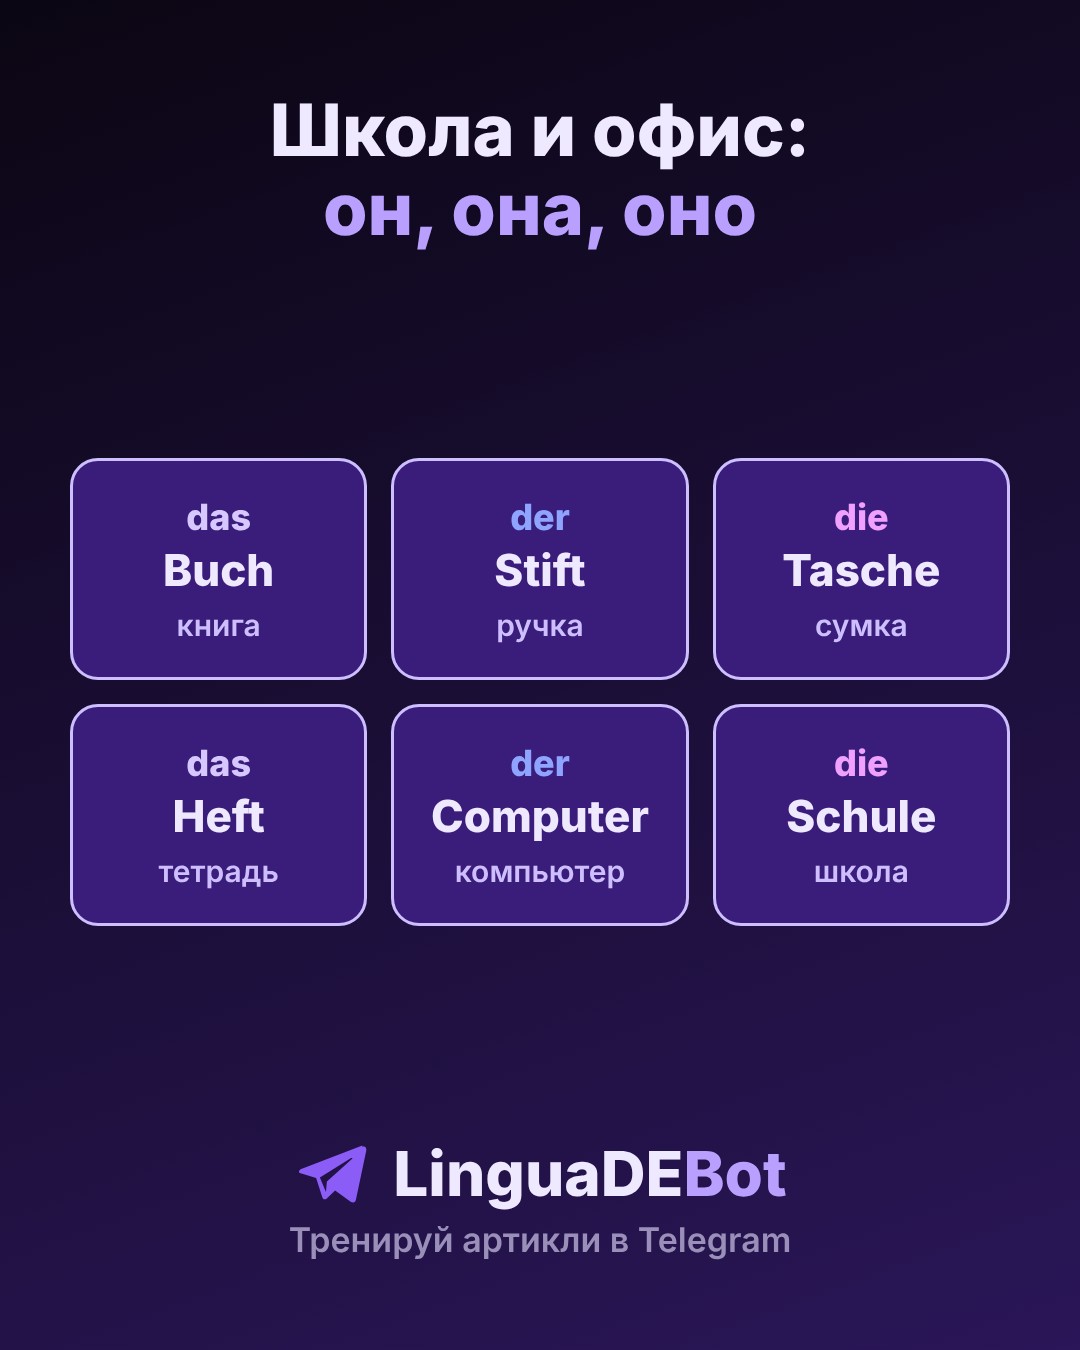 Школа и офис:
он, она, оно
das
Buch
книга
der
Stift
ручка
die
Tasche
сумка
das
Heft
тетрадь
der
Computer
компьютер
die
Schule
школа
LinguaDEBot
Тренируй артикли в Telegram